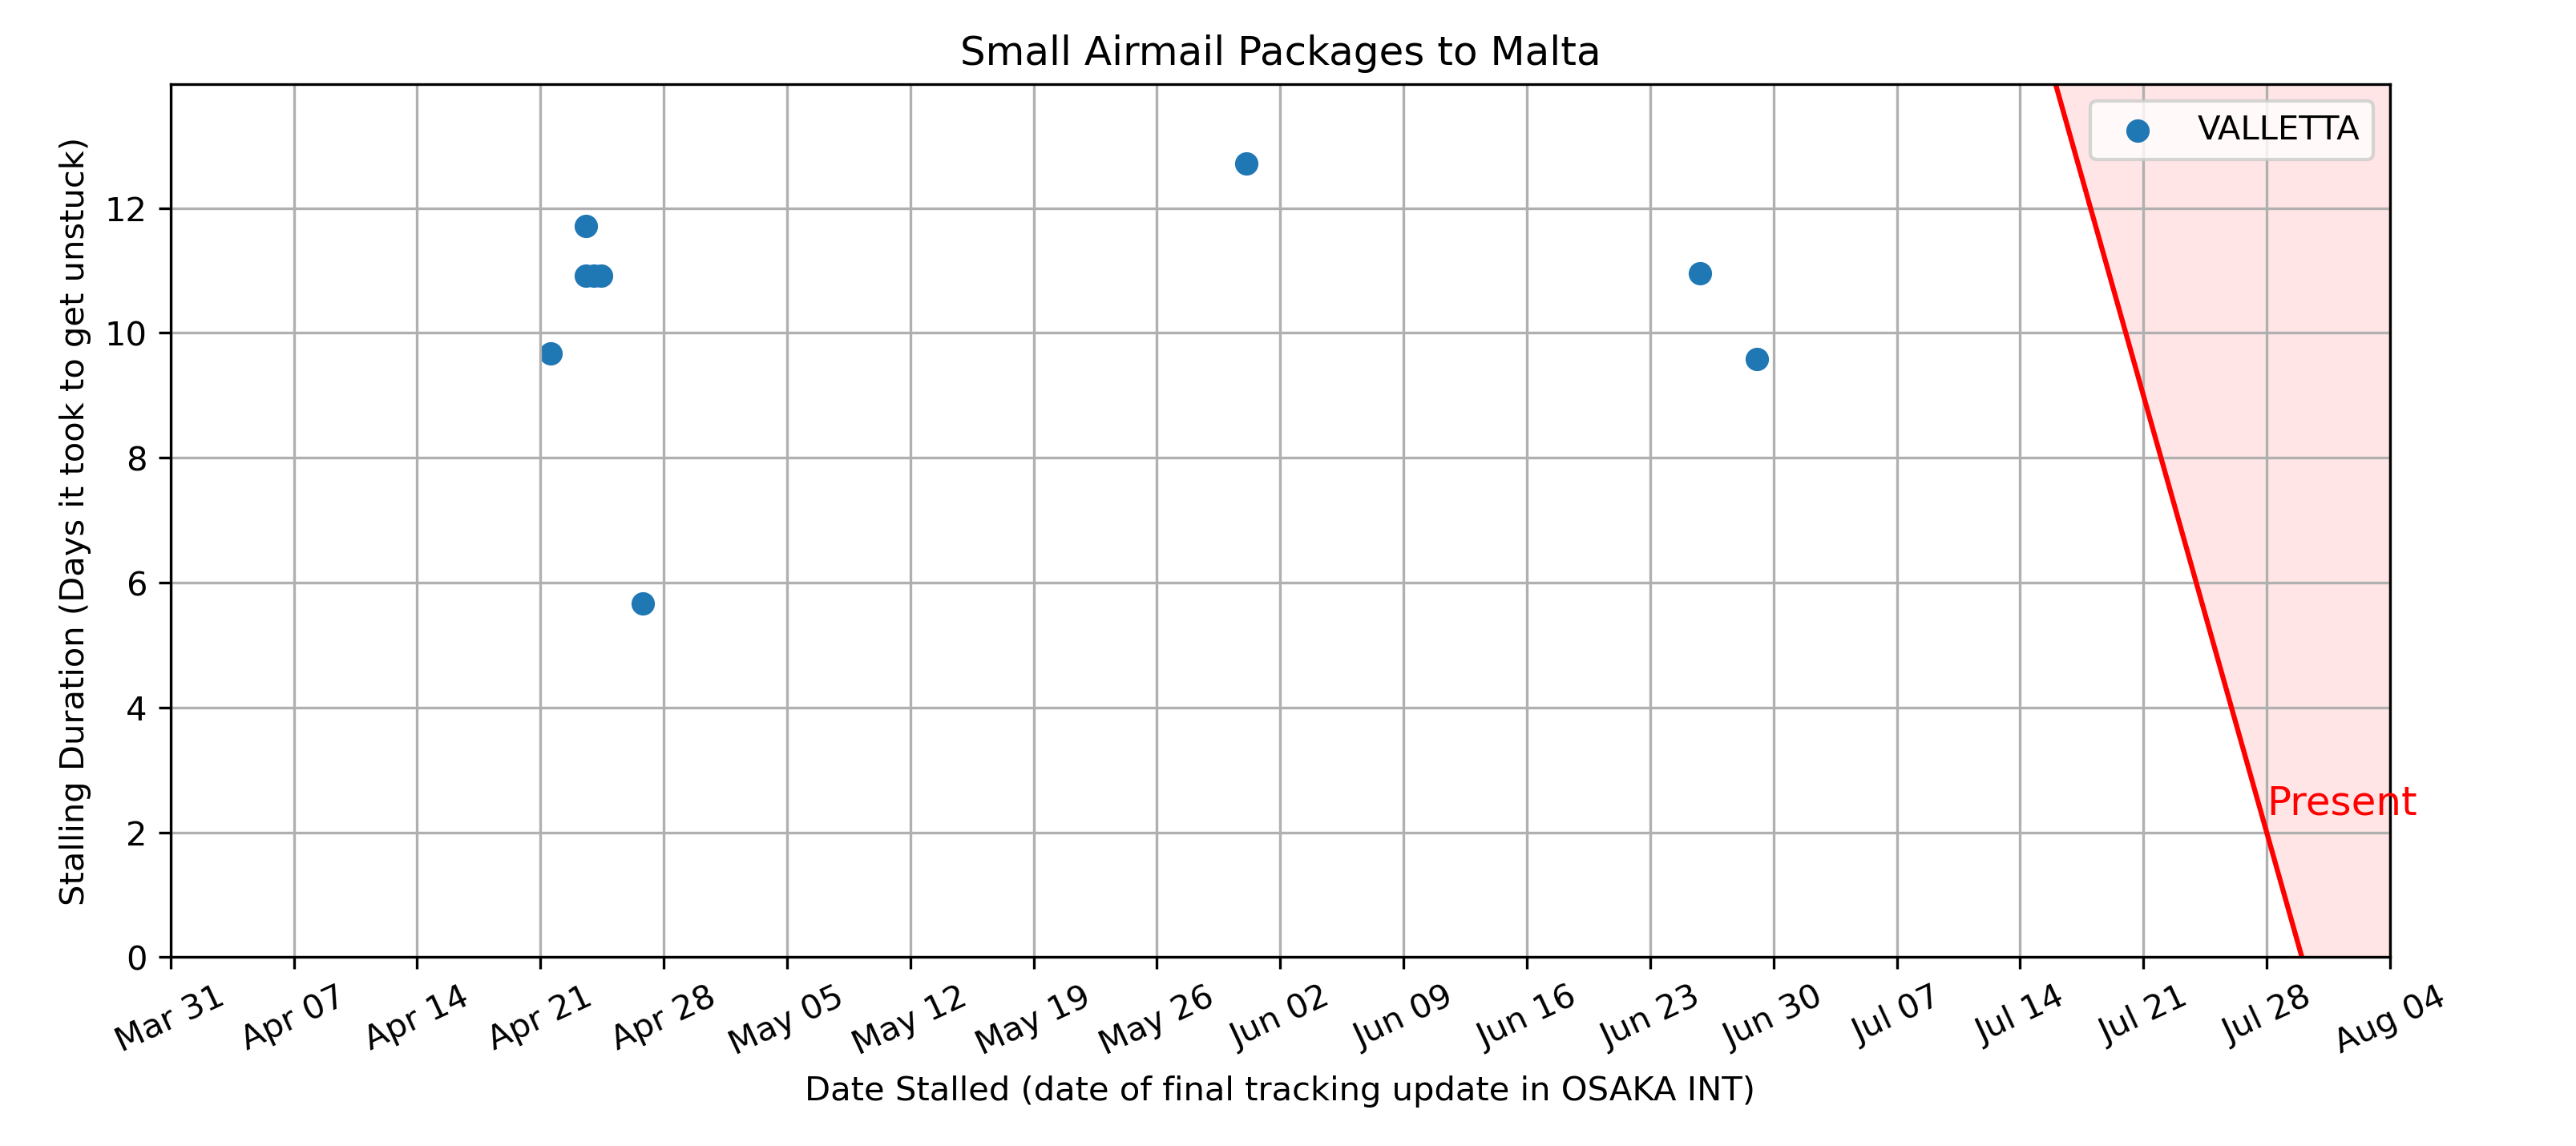 Small Airmail Packages to Malta
VALLETTA
Stalling Duration (Days it took to get unstuck)
12
10
8
6
4
2
0
Present
Mar 31
Apr 07
Apr 14
Apr 21
Apr 28
May 05
May 12
May 19
May 26
Jun 02
Jun 09
Jun 16
Jun 23
Jun 30
Jul 07
Jul 14
Jul 21
Jul 28
Aug 04
Date Stalled (date of final tracking update in OSAKA INT)